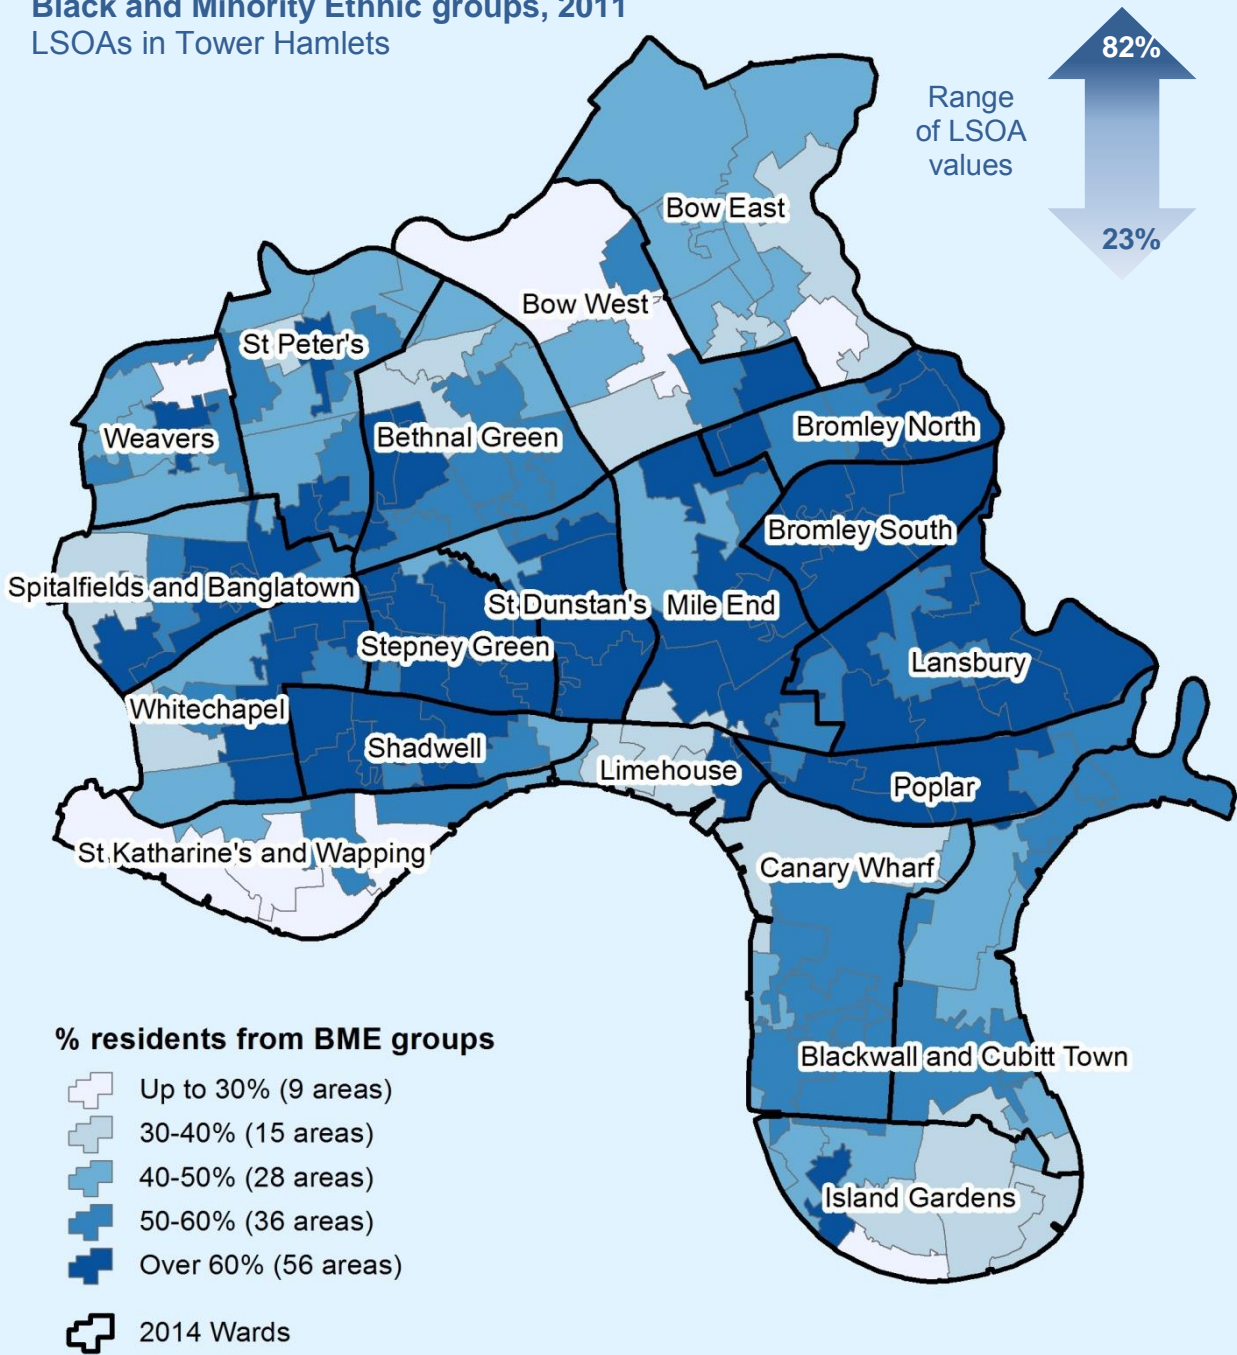 Black and Minority Ethnic groups, 2011
LSOAs in Tower Hamlets
82%
Range
of LSOA
values
23%
Bow East
Bow West
St Peter's
Weavers
Bethnal Green
Bromley North
Bromley South
Spitalfields and Banglatown
St Dunstan's
Mile End
Stepney Green
Lansbury
Whitechapel
Shadwell
Limehouse
Poplar
St Katharine's and Wapping
Canary Wharf
Blackwall and Cubitt Town
Island Gardens
% residents from BME groups
Up to 30% (9 areas)
30-40% (15 areas)
40-50% (28 areas)
50-60% (36 areas)
Over 60% (56 areas)
2014 Wards